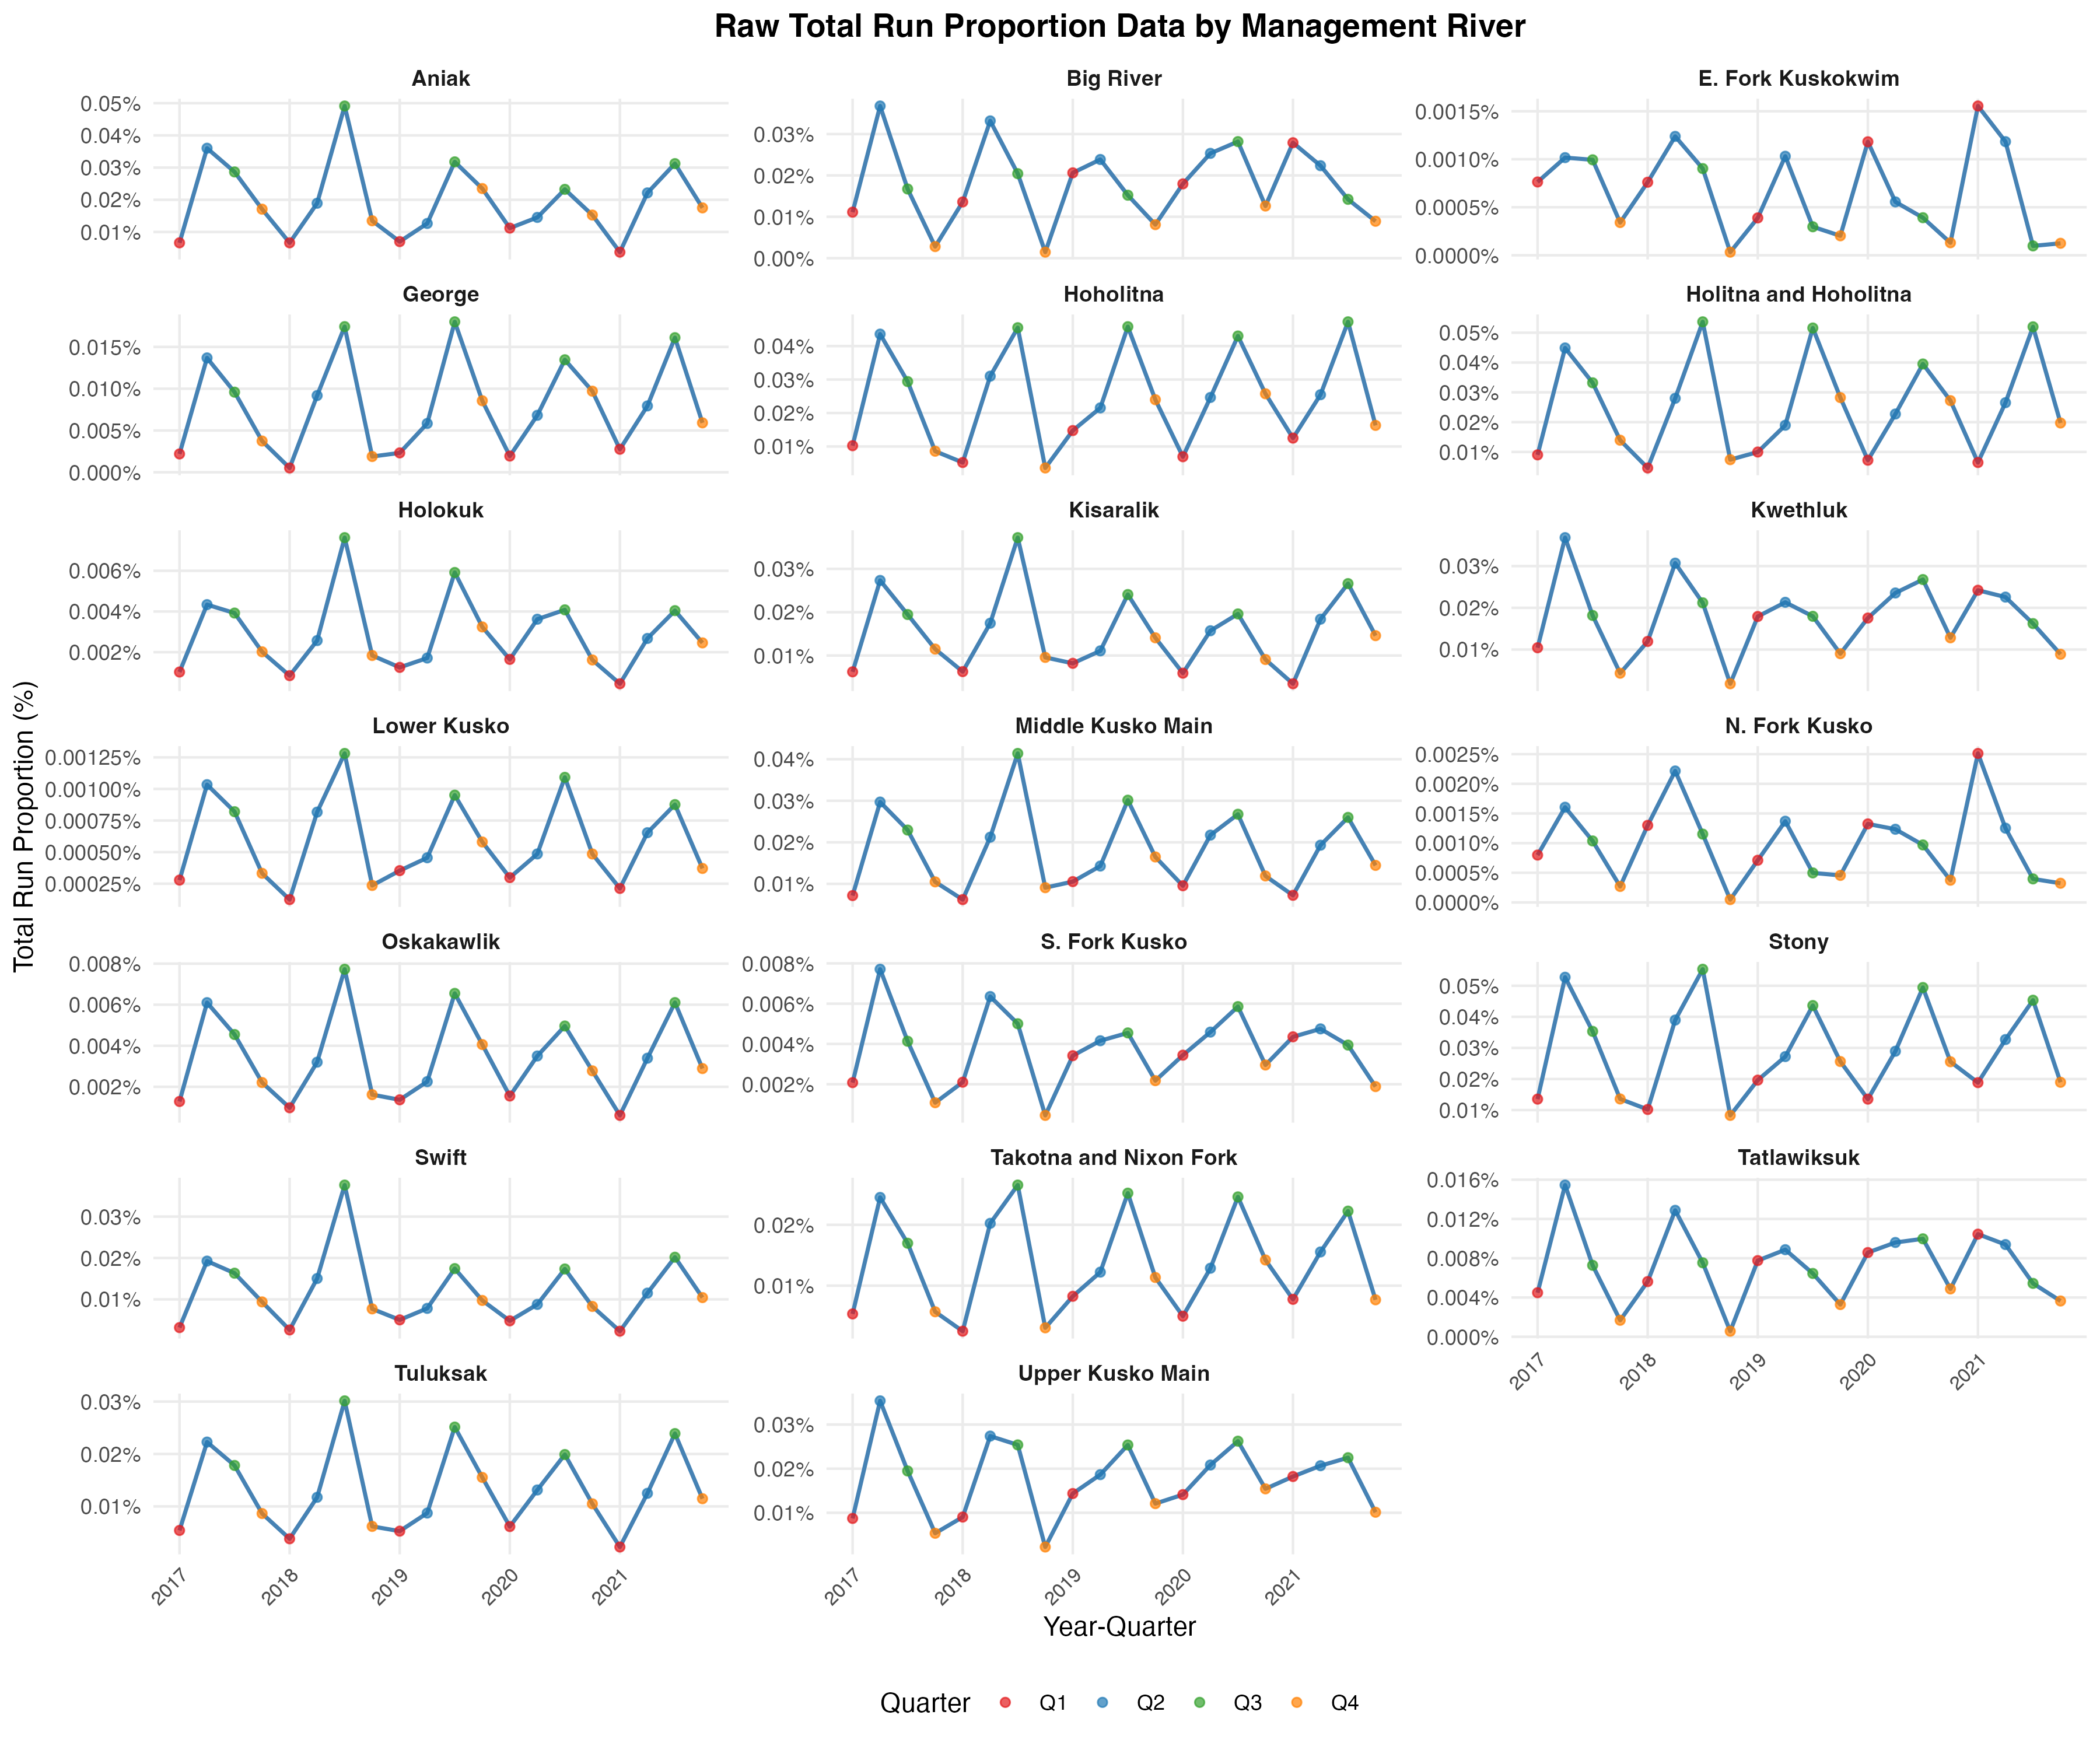 Raw Total Run Proportion Data by Management River
Aniak
0.05%
0.04%
0.03%
0.02%
0.01%
Big River
0.03%
0.02%
0.01%
0.00%
E. Fork Kuskokwim
0.0015%
0.0010%
0.0005%
0.0000%
George
0.015%
0.010%
0.005%
0.000%
Hoholitna
0.04%
0.03%
0.02%
0.01%
Holitna and Hoholitna
0.05%
0.04%
0.03%
0.02%
0.01%
Holokuk
0.006%
0.004%
0.002%
Kisaralik
0.03%
0.02%
0.01%
Kwethluk
0.03%
0.02%
0.01%
Lower Kusko
0.00125%
0.00100%
0.00075%
0.00050%
0.00025%
Middle Kusko Main
0.04%
0.03%
0.02%
0.01%
N. Fork Kusko
0.0025%
0.0020%
0.0015%
0.0010%
0.0005%
0.0000%
Oskakawlik
0.008%
0.006%
0.004%
0.002%
S. Fork Kusko
0.008%
0.006%
0.004%
0.002%
Stony
0.05%
0.04%
0.03%
0.02%
0.01%
Swift
0.03%
0.02%
0.01%
Takotna and Nixon Fork
0.02%
0.01%
Tatlawiksuk
0.016%
0.012%
0.008%
0.004%
0.000%
2017 2018 2019 2020 2021
Tuluksak
0.03%
0.02%
0.01%
2017 2018 2019 2020 2021
Upper Kusko Main
0.03%
0.02%
0.01%
2017 2018 2019 2020 2021
Total Run Proportion (%)
Year-Quarter
Quarter Q1 Q2 Q3 Q4